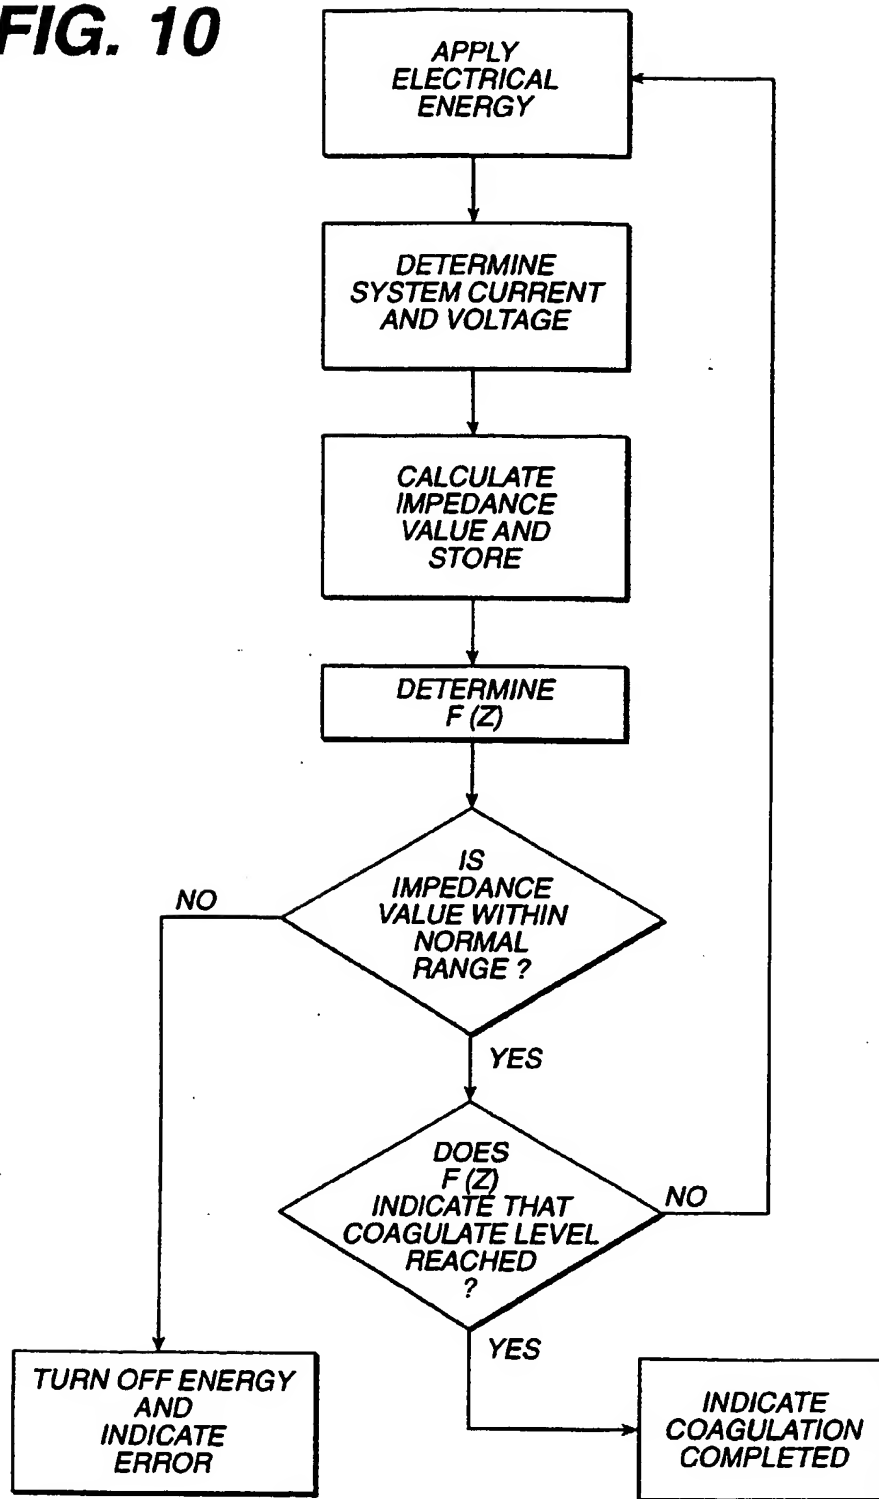 FIG. 10
APPLY
ELECTRICAL
ENERGY
DETERMINE
SYSTEM CURRENT
AND VOLTAGE
CALCULATE
IMPEDANCE
VALUE AND
STORE
DETERMINE
F (Z)
IS
IMPEDANCE
VALUE WITHIN
NORMAL
RANGE ?
NO
YES
DOES
F (Z)
INDICATE THAT
COAGULATE LEVEL
REACHED
?
NO
YES
TURN OFF ENERGY
AND
INDICATE
ERROR
INDICATE
COAGULATION
COMPLETED